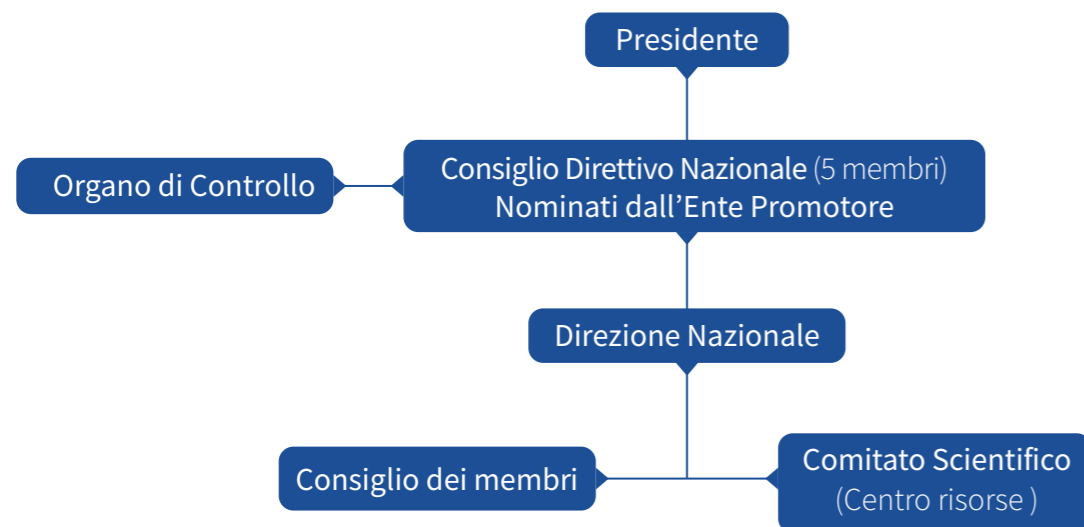 Presidente
Organo di Controllo
Consiglio Direttivo Nazionale (5 membri)
Nominati dall’Ente Promotore
Direzione Nazionale
Consiglio dei membri
Comitato Scientifico
(Centro risorse )